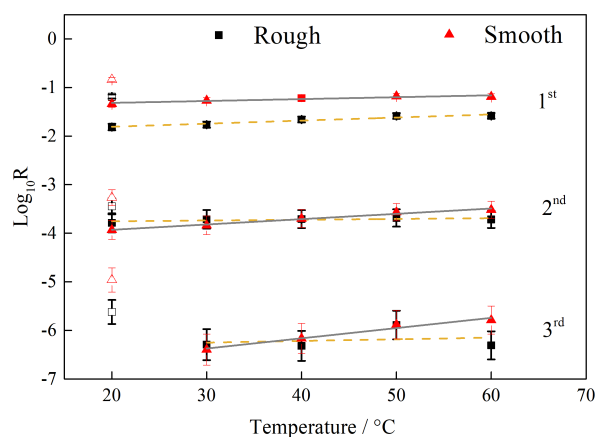 Rough Smooth
0
-1
-2
-3
-4
-5
-6
-7
Log₁₀R
1ˢᵗ
2ⁿᵈ
3ʳᵈ
20 30 40 50 60 70
Temperature / °C